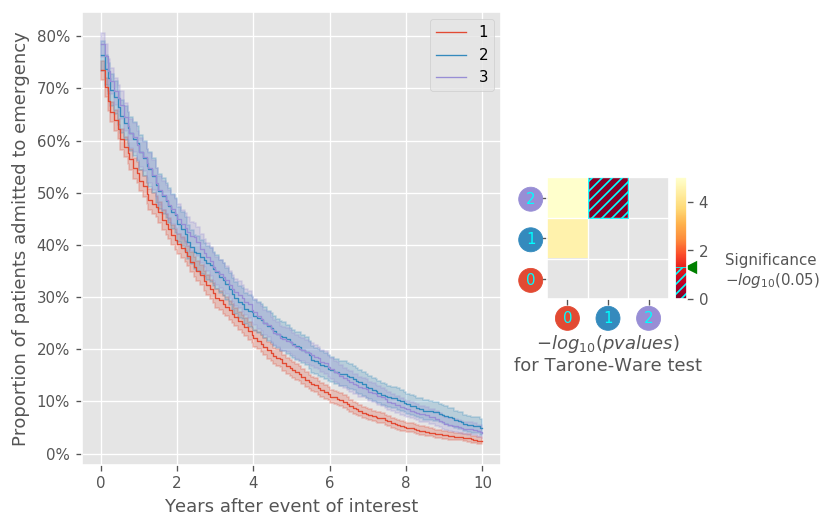 80%
70%
60%
50%
40%
30%
20%
10%
0%
Proportion of patients admitted to emergency
0 2 4 6 8 10
Years after event of interest
1
2
3
2
1
0
0 1 2
−log10(pvalues)
for Tarone-Ware test
4
2
0
Significance
−log10(0.05)